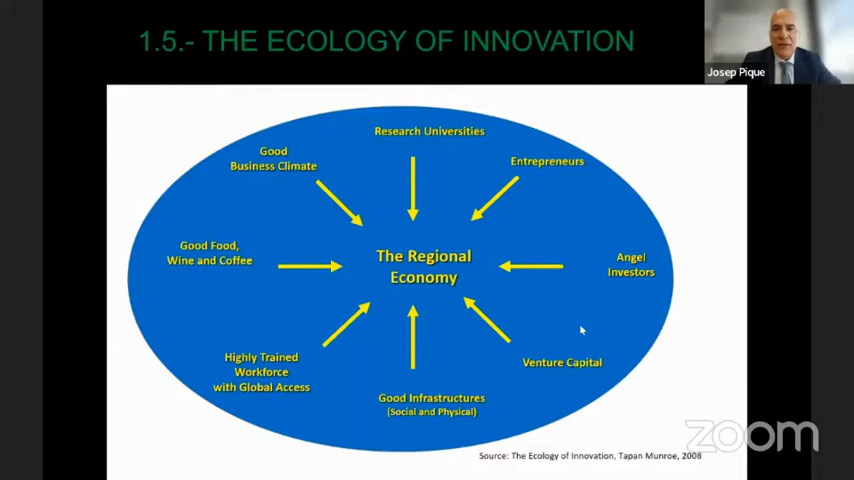 1.5.- THE ECOLOGY OF INNOVATION
Josep Pique
Research Universities
Good
Business Climate
Entrepreneurs
Good Food,
Wine and Coffee
The Regional
Economy
Angel
Investors
Highly Trained
Workforce
with Global Access
Good Infrastructures
(Social and Physical)
Venture Capital
zoom
Source: The Ecology of Innovation, Tapan Munroe, 2008